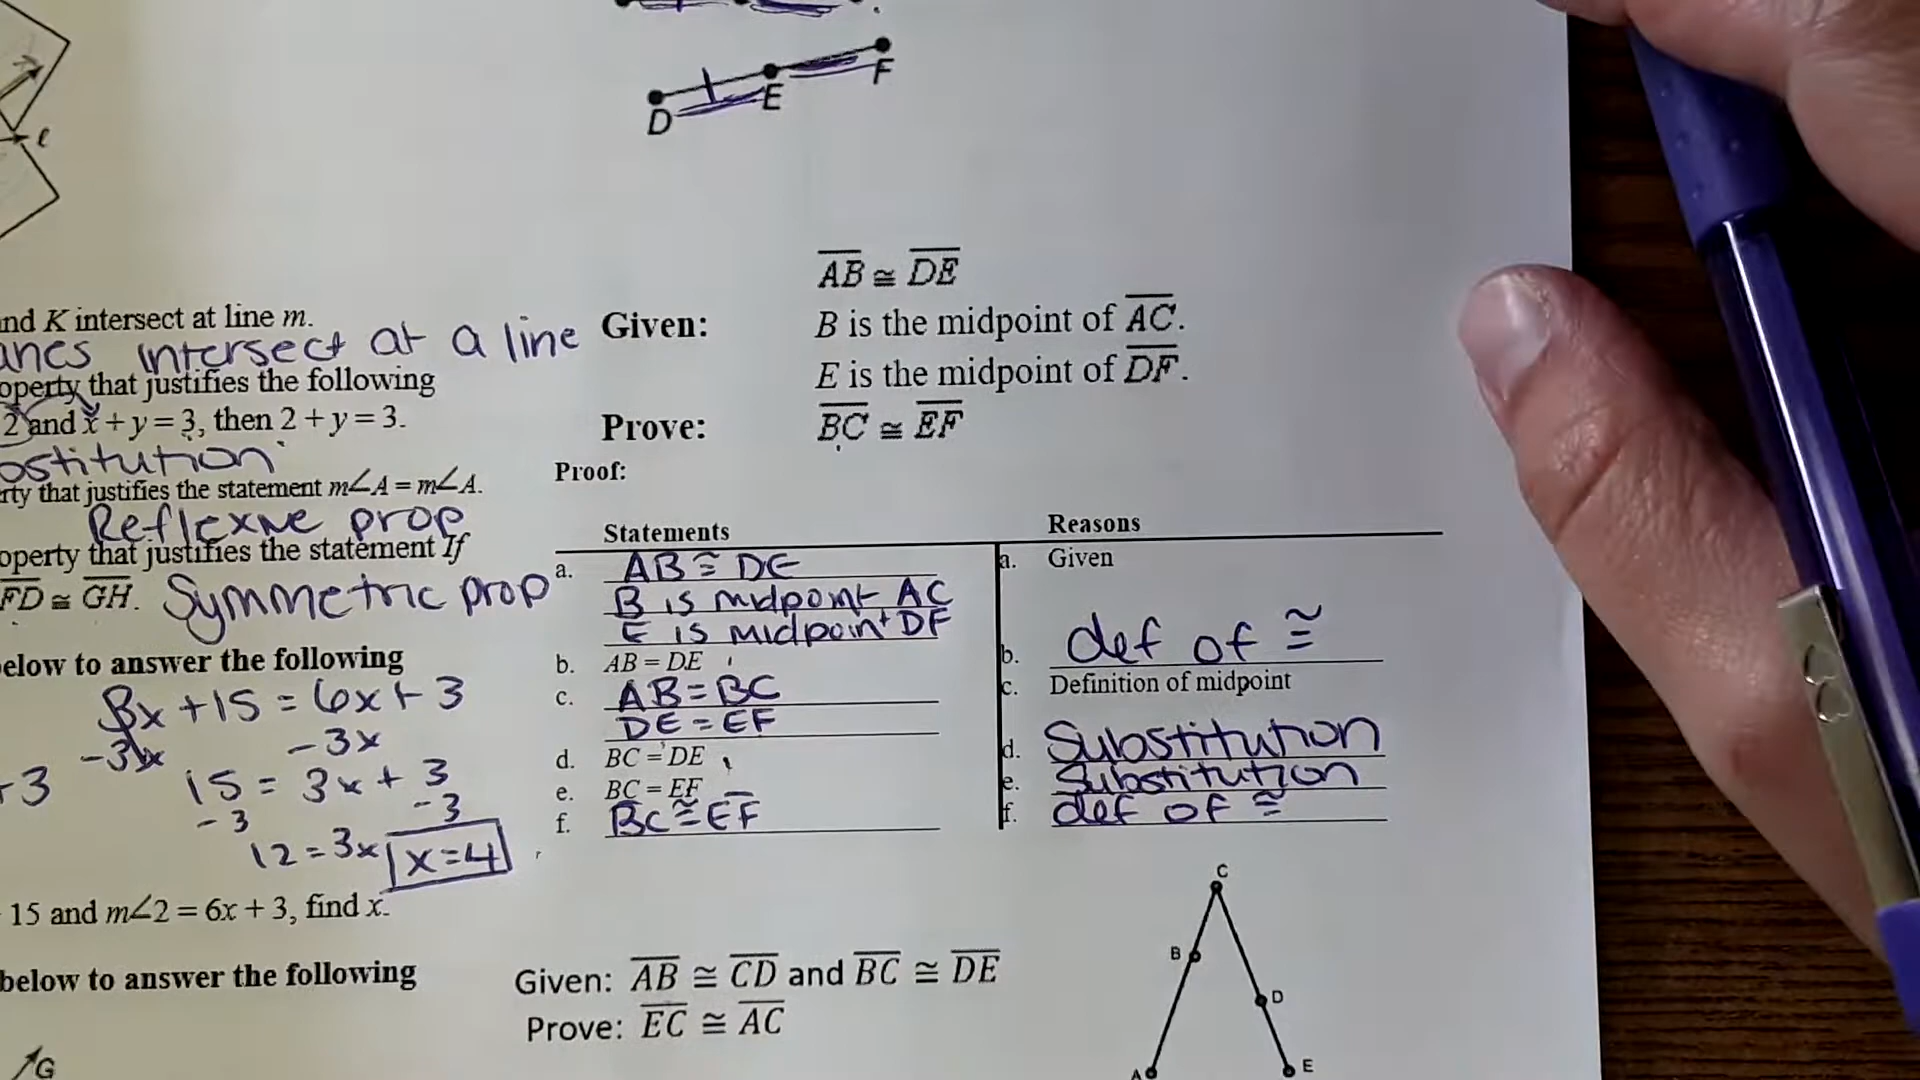 F
E
D
ℓ
AB ≅ DE
nd K intersect at line m.
anes intersect at a line
Given:
B is the midpoint of AC.
operty that justifies the following
E is the midpoint of DF.
2 and x + y = 3, then 2 + y = 3.
Prove:
BC ≅ EF
bstitution
Proof:
rty that justifies the statement m∠A = m∠A.
Reflexive prop
Statements
Reasons
operty that justifies the statement If
a. AB ≅ DE
a. Given
FD ≅ GH. Symmetric prop
B is midpoint AC
E is midpoint DF
b. def of ≅
elow to answer the following
b. AB = DE
c. Definition of midpoint
3x + 15 = 6x + 3
c. AB = BC
DE = EF
-3x
-3x
d. BC = DE
d. Substitution
+3
15 = 3x + 3
e. BC = EF
e. Substitution
-3
-3
f. BC ≅ EF
f. def of ≅
12 = 3x
x = 4
C
15 and m∠2 = 6x + 3, find x.
B
below to answer the following
Given: AB ≅ CD and BC ≅ DE
D
Prove: EC ≅ AC
G
A
E